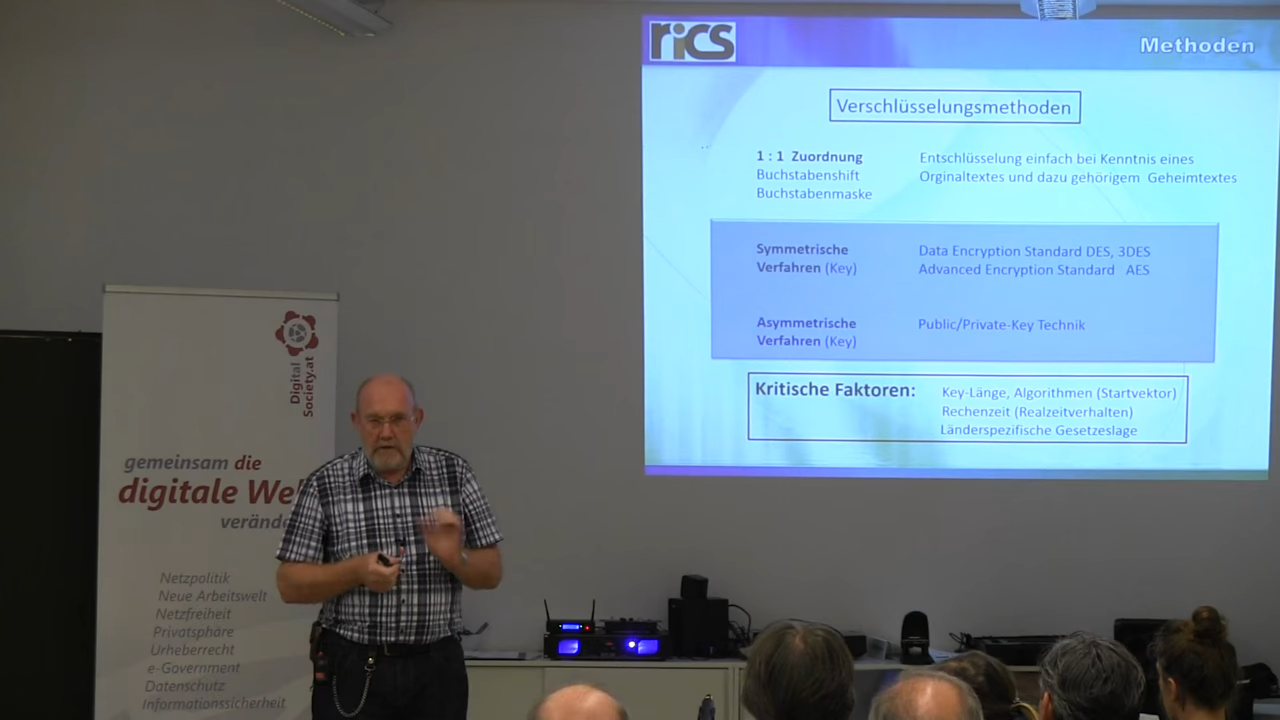 rics
Methoden
Verschlüsselungsmethoden
1 : 1 Zuordnung
Buchstabenshift
Buchstabenmaske
Entschlüsselung einfach bei Kenntnis eines
Orginaltextes und dazu gehörigem Geheimtextes
Symmetrische
Verfahren (Key)
Data Encryption Standard DES, 3DES
Advanced Encryption Standard AES
Asymmetrische
Verfahren (Key)
Public/Private-Key Technik
Kritische Faktoren:
Key-Länge, Algorithmen (Startvektor)
Rechenzeit (Realzeitverhalten)
Länderspezifische Gesetzeslage
Digital
Society.at
gemeinsam die
digitale We
verände
Netzpolitik
Neue Arbeitswelt
Netzfreiheit
Privatsphäre
Urheberrecht
e-Government
Datenschutz
Informationssicherheit